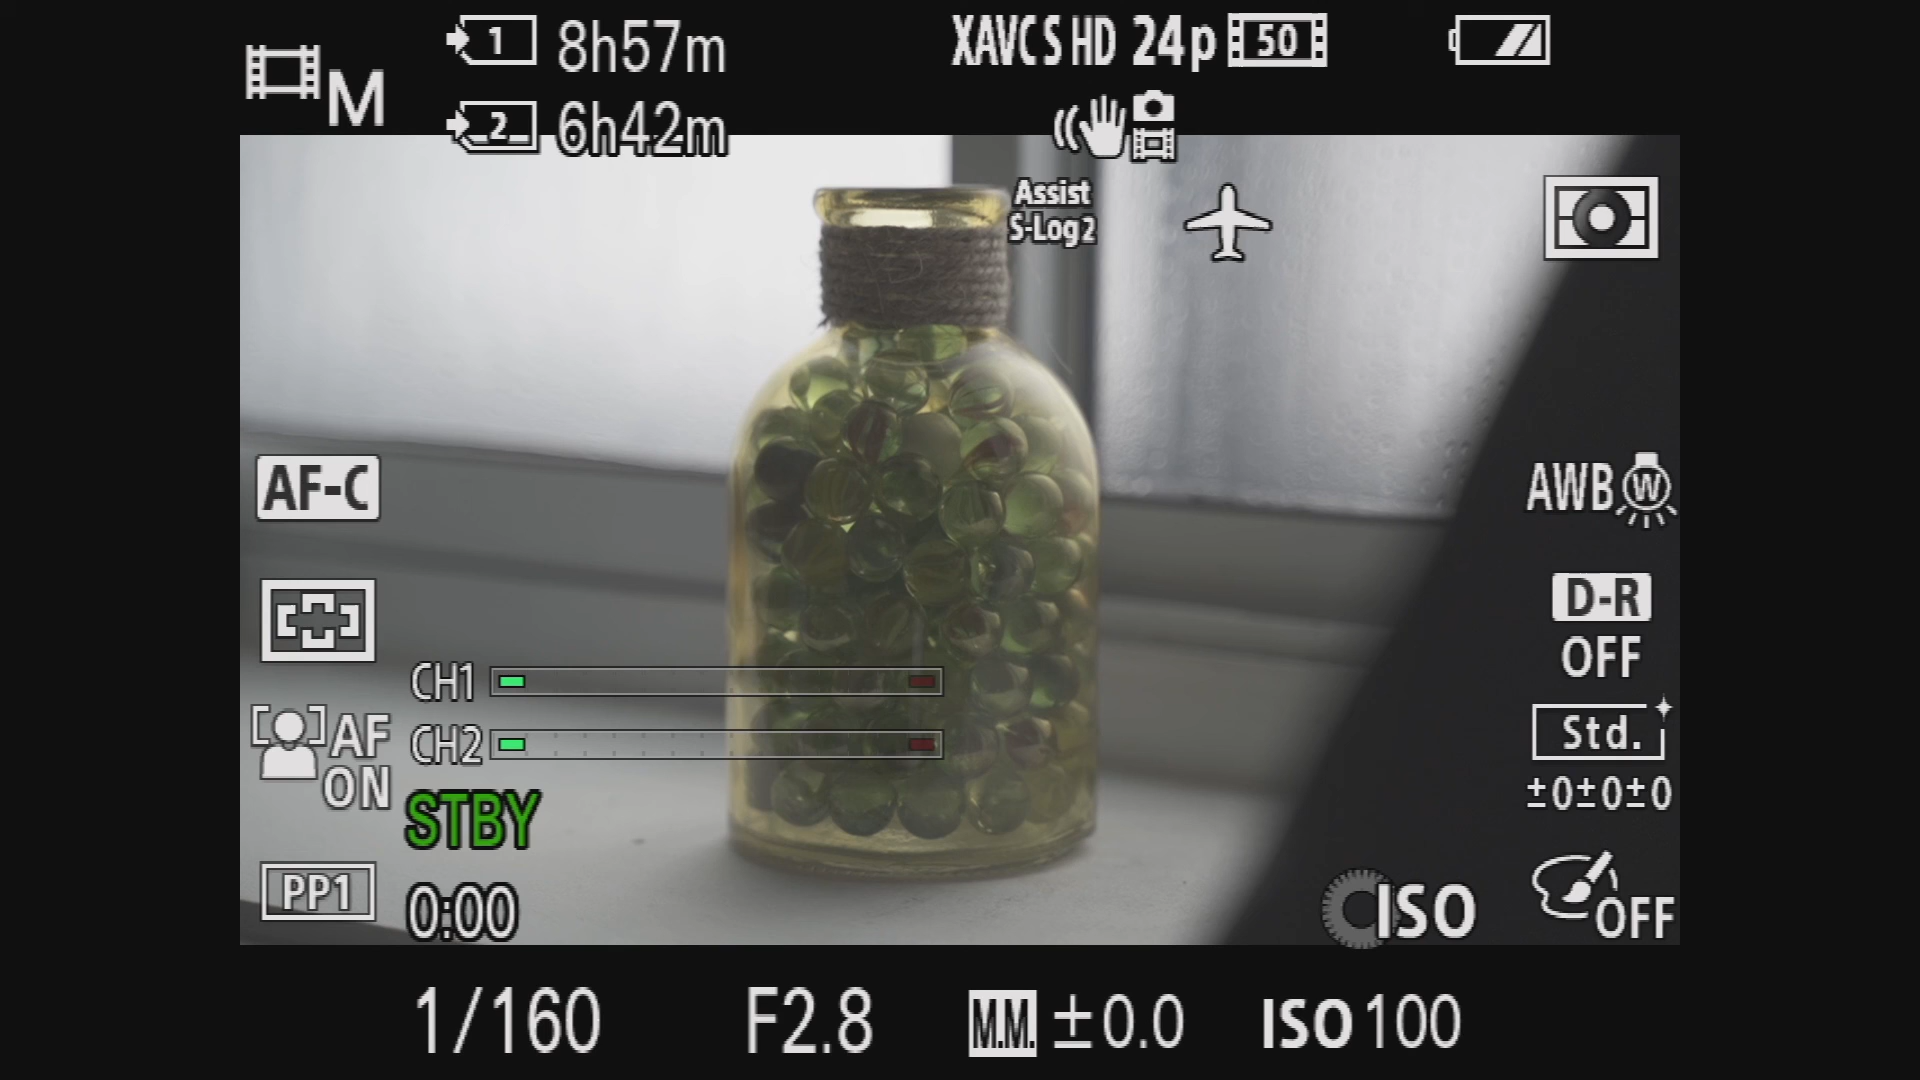 M
1 8h57m
2 6h42m
XAVC S HD 24p 50
Assist
S-Log2
AF-C
AWB W
D-R
OFF
CH1
CH2
Std.
±0±0±0
AF
ON
STBY
PP1
0:00
ISO
OFF
1/160 F2.8 M.M. ±0.0 ISO 100